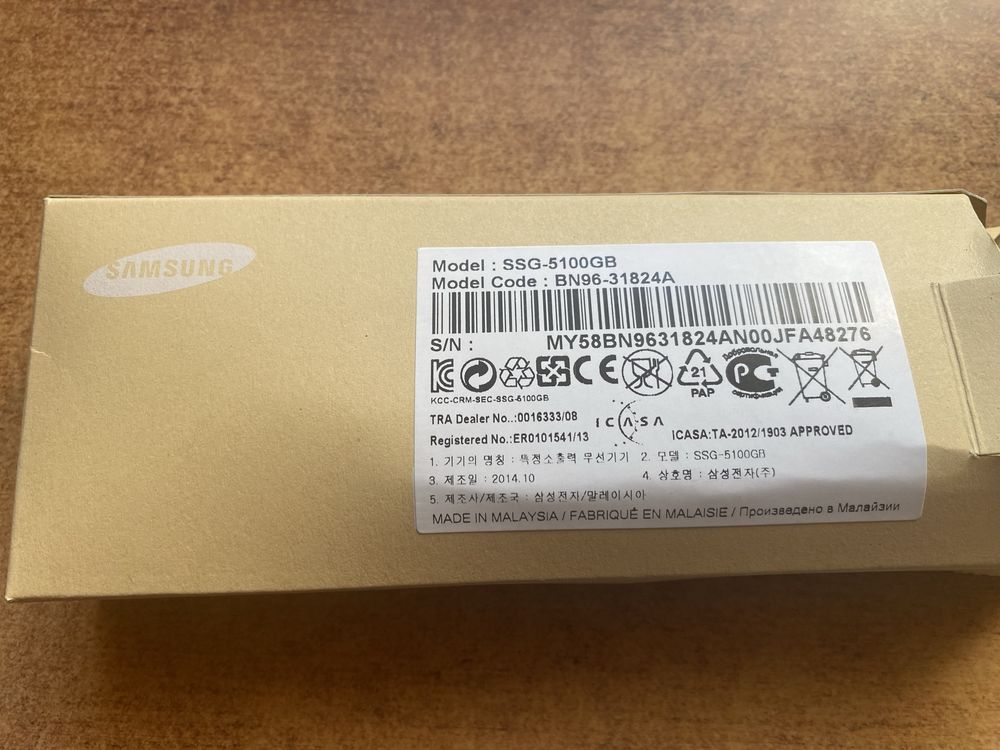 SAMSUNG
Model : SSG-5100GB
Model Code : BN96-31824A
S/N : MY58BN9631824AN00JFA48276
KCC-CRM-SEC-SSG-5100GB
21
PAP
Добровольная
сертификация
TRA Dealer No..:0016333/08
Registered No.:ER0101541/13
ICASA
ICASA:TA-2012/1903 APPROVED
1. 기기의 명칭 : 특정소출력 무선기기 2. 모델 : SSG-5100GB
3. 제조일 : 2014.10 4. 상호명 : 삼성전자(주)
5. 제조사/제조국 : 삼성전자/말레이시아
MADE IN MALAYSIA / FABRIQUÉ EN MALAISIE / Произведено в Малайзии